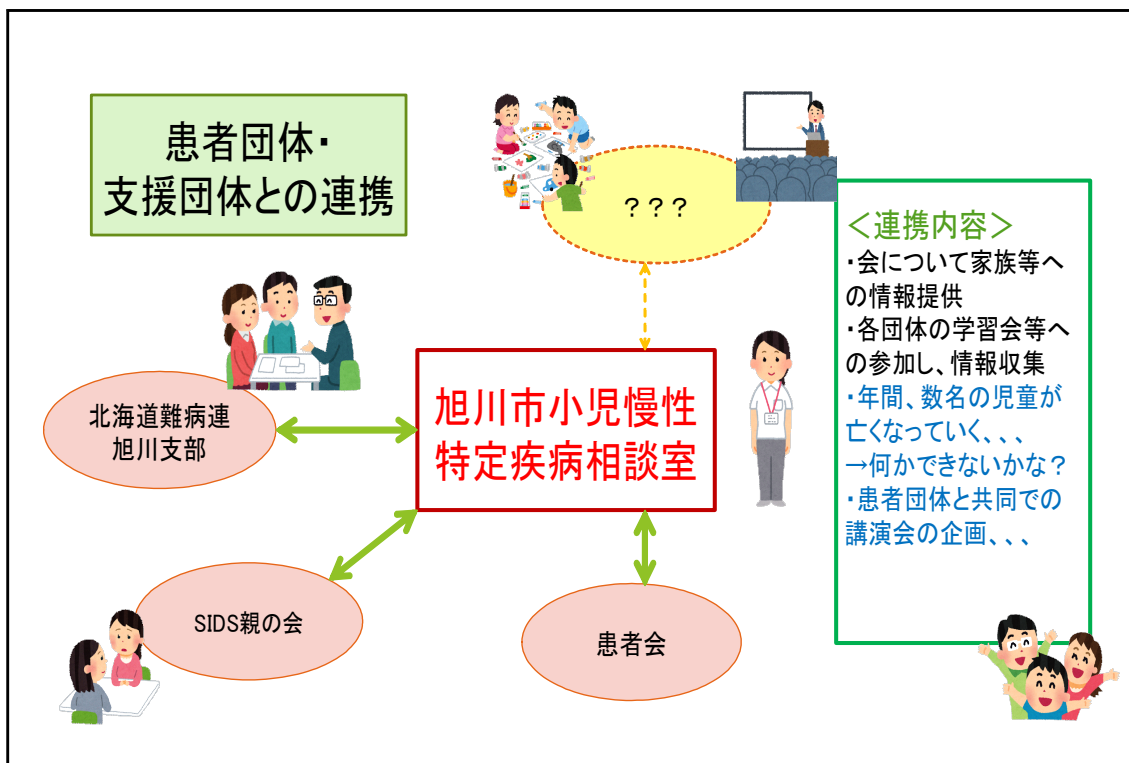 患者団体・
支援団体との連携
？？？
＜連携内容＞
・会について家族等へ
の情報提供
・各団体の学習会等へ
の参加し、情報収集
・年間、数名の児童が
亡くなっていく、、、
→何かできないかな？
・患者団体と共同での
講演会の企画、、、
北海道難病連
旭川支部
旭川市小児慢性
特定疾病相談室
SIDS親の会
患者会